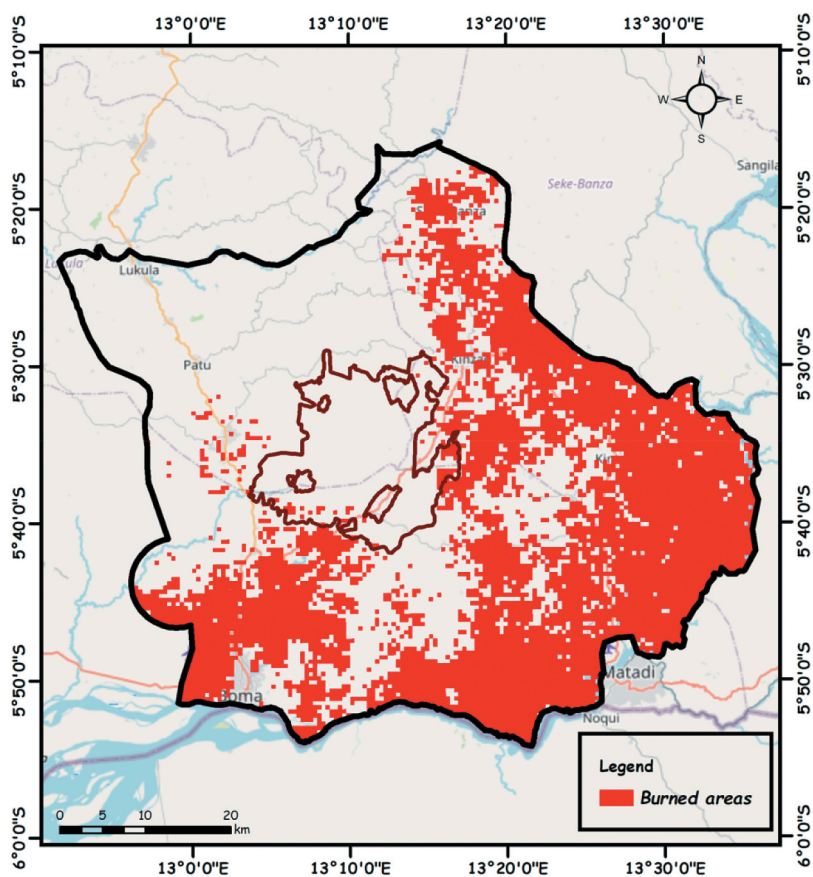 13°0'0"E 13°10'0"E 13°20'0"E 13°30'0"E
5°10'0"S 5°10'0"S
N
W E
S
Sangila
Seke-Banza
5°20'0"S 5°20'0"S
Lukula
Patu
5°30'0"S 5°30'0"S
5°40'0"S 5°40'0"S
5°50'0"S 5°50'0"S
Matadi
Boma
Noqui
Legend
Burned areas
0 5 10 20
km
6°0'0"S 6°0'0"S
13°0'0"E 13°10'0"E 13°20'0"E 13°30'0"E